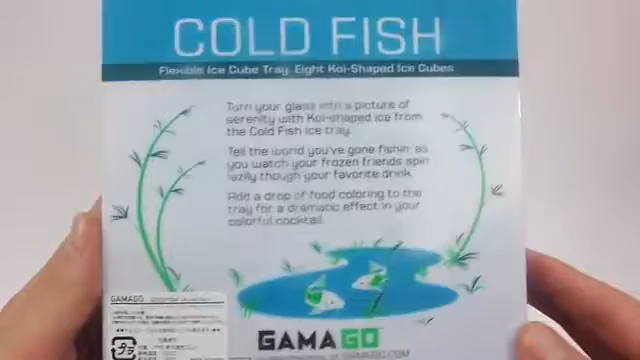 COLD FISH
Flexible Ice Cube Tray: Eight Koi-Shaped Ice Cubes
Turn your glass into a picture of
serenity with Koi-shaped ice from
the Cold Fish ice tray.
Tell the world you've gone fishin' as
you watch your frozen friends spin
lazily though your favorite drink.
Add a drop of food coloring to the
tray for a dramatic effect in your
colorful cocktail.
GAMAGO
GAMAGO
プラ